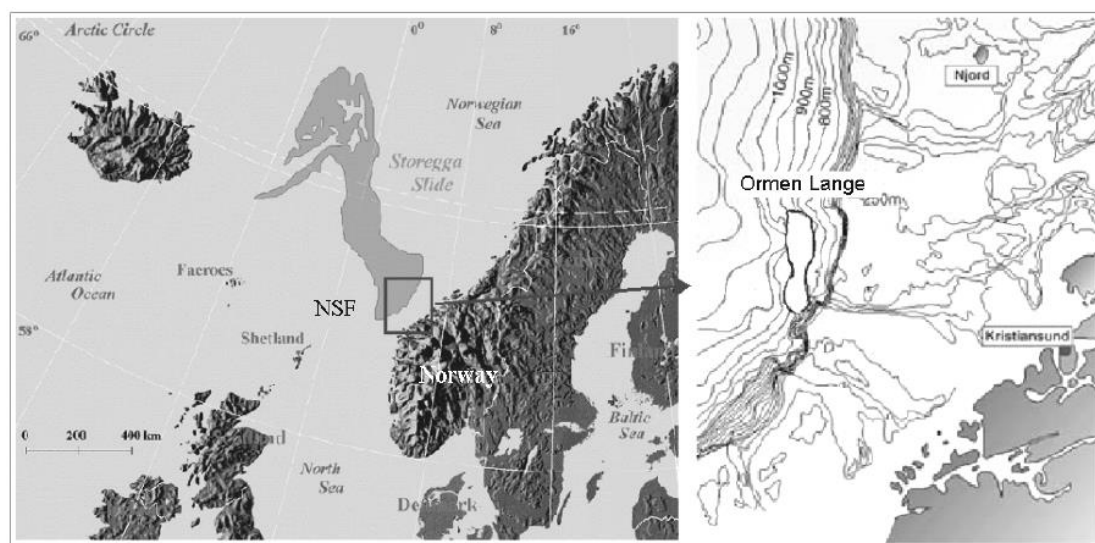 66°
Arctic Circle
0°
8°
16°
Norwegian
Sea
Storegga
Slide
Atlantic
Ocean
Faeroes
NSF
58°
Shetland
Norway
Baltic
Sea
0 200 400 km
North
Sea
Njord
1000m
900m
800m
Ormen Lange
250m
Kristiansund